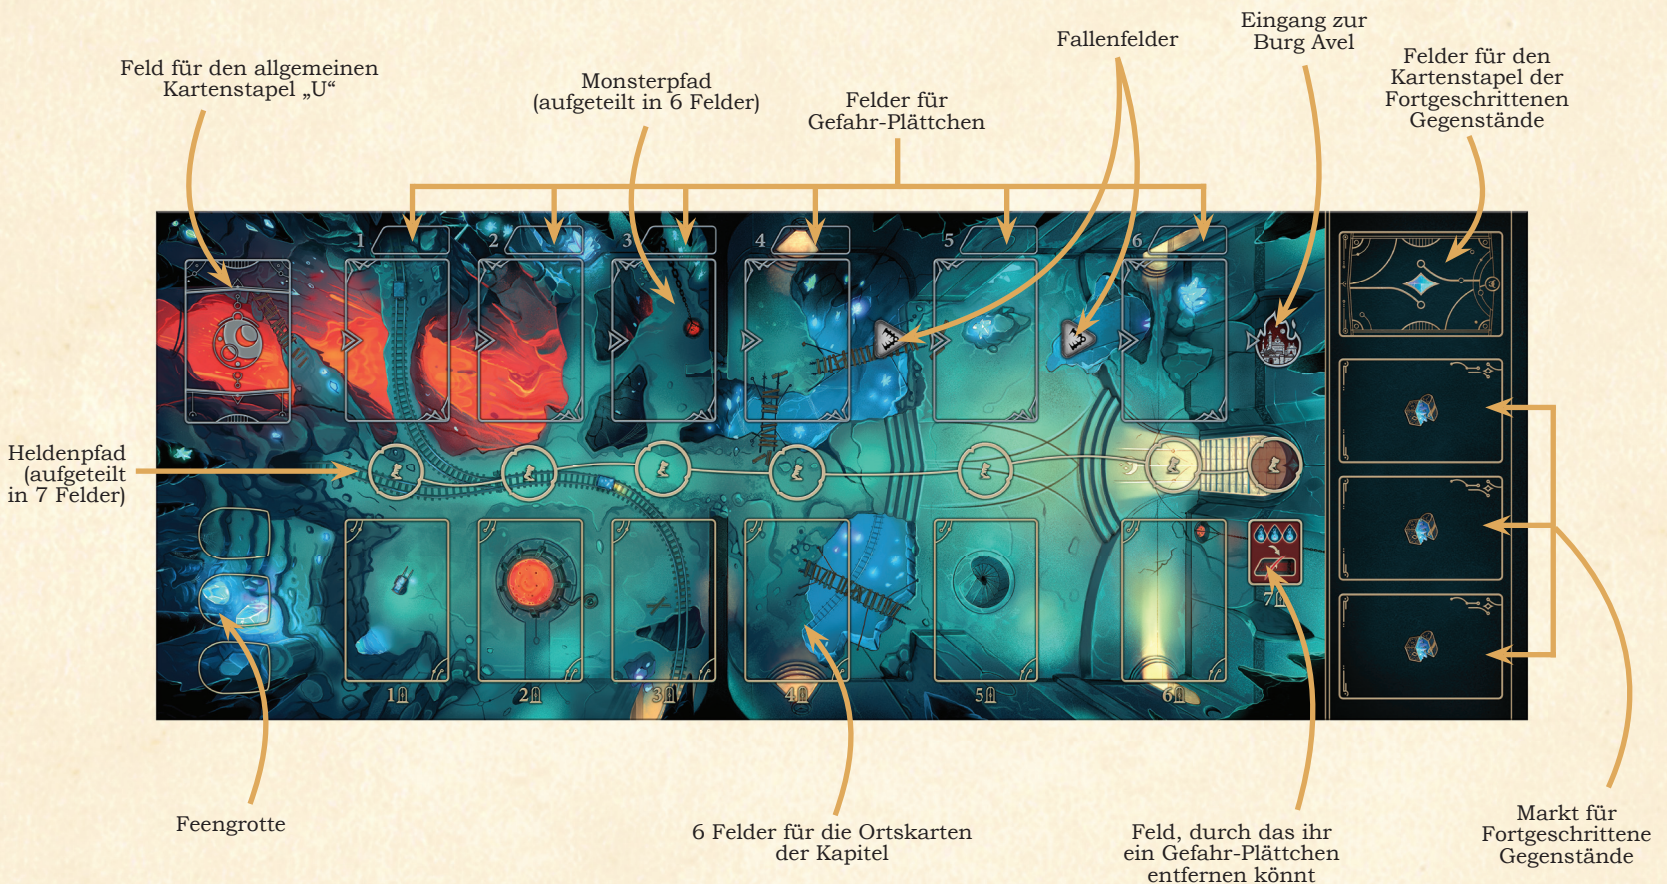 Eingang zur
Burg Avel
Fallenfelder
Felder für den
Kartenstapel der
Fortgeschrittenen
Gegenstände
Feld für den allgemeinen
Kartenstapel „U“
Monsterpfad
(aufgeteilt in 6 Felder)
Felder für
Gefahr-Plättchen
1
2
3
4
5
6
Heldenpfad
(aufgeteilt
in 7 Felder)
7
1
2
3
4
5
6
Feengrotte
6 Felder für die Ortskarten
der Kapitel
Feld, durch das ihr
ein Gefahr-Plättchen
entfernen könnt
Markt für
Fortgeschrittene
Gegenstände